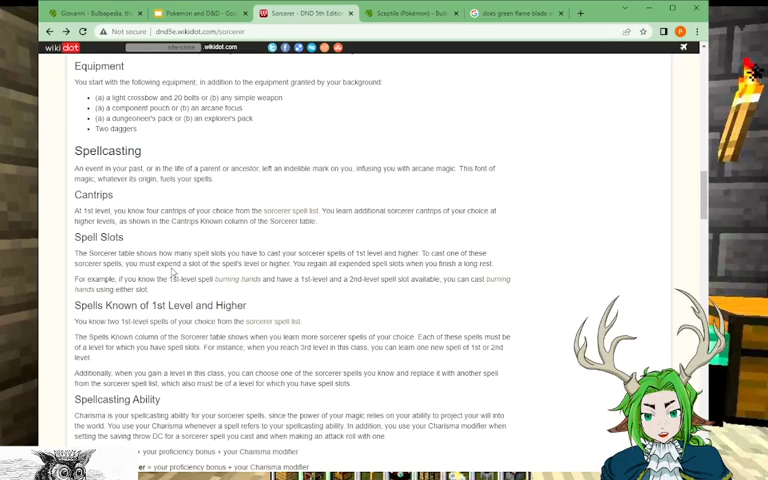 Giovanni - Bulbapedia, the
Pokemon and D&D - Goo
Sorcerer - DND 5th Edition
Sceptile (Pokémon) - Bulb
does green flame blade w
Not secure | dnd5e.wikidot.com/sorcerer
wikidot
site-name .wikidot.com
Equipment
You start with the following equipment, in addition to the equipment granted by your background:
(a) a light crossbow and 20 bolts or (b) any simple weapon
(a) a component pouch or (b) an arcane focus
(a) a dungeoneer's pack or (b) an explorer's pack
Two daggers
Spellcasting
An event in your past, or in the life of a parent or ancestor, left an indelible mark on you, infusing you with arcane magic. This font of
magic, whatever its origin, fuels your spells.
Cantrips
At 1st level, you know four cantrips of your choice from the sorcerer spell list. You learn additional sorcerer cantrips of your choice at
higher levels, as shown in the Cantrips Known column of the Sorcerer table.
Spell Slots
The Sorcerer table shows how many spell slots you have to cast your sorcerer spells of 1st level and higher. To cast one of these
sorcerer spells, you must expend a slot of the spell's level or higher. You regain all expended spell slots when you finish a long rest.
For example, if you know the 1st-level spell burning hands and have a 1st-level and a 2nd-level spell slot available, you can cast burning
hands using either slot.
Spells Known of 1st Level and Higher
You know two 1st-level spells of your choice from the sorcerer spell list.
The Spells Known column of the Sorcerer table shows when you learn more sorcerer spells of your choice. Each of these spells must be
of a level for which you have spell slots. For instance, when you reach 3rd level in this class, you can learn one new spell of 1st or 2nd
level.
Additionally, when you gain a level in this class, you can choose one of the sorcerer spells you know and replace it with another spell
from the sorcerer spell list, which also must be of a level for which you have spell slots.
Spellcasting Ability
Charisma is your spellcasting ability for your sorcerer spells, since the power of your magic relies on your ability to project your will into
the world. You use your Charisma whenever a spell refers to your spellcasting ability. In addition, you use your Charisma modifier when
setting the saving throw DC for a sorcerer spell you cast and when making an attack roll with one.
+ your proficiency bonus + your Charisma modifier
= your proficiency bonus + your Charisma modifier